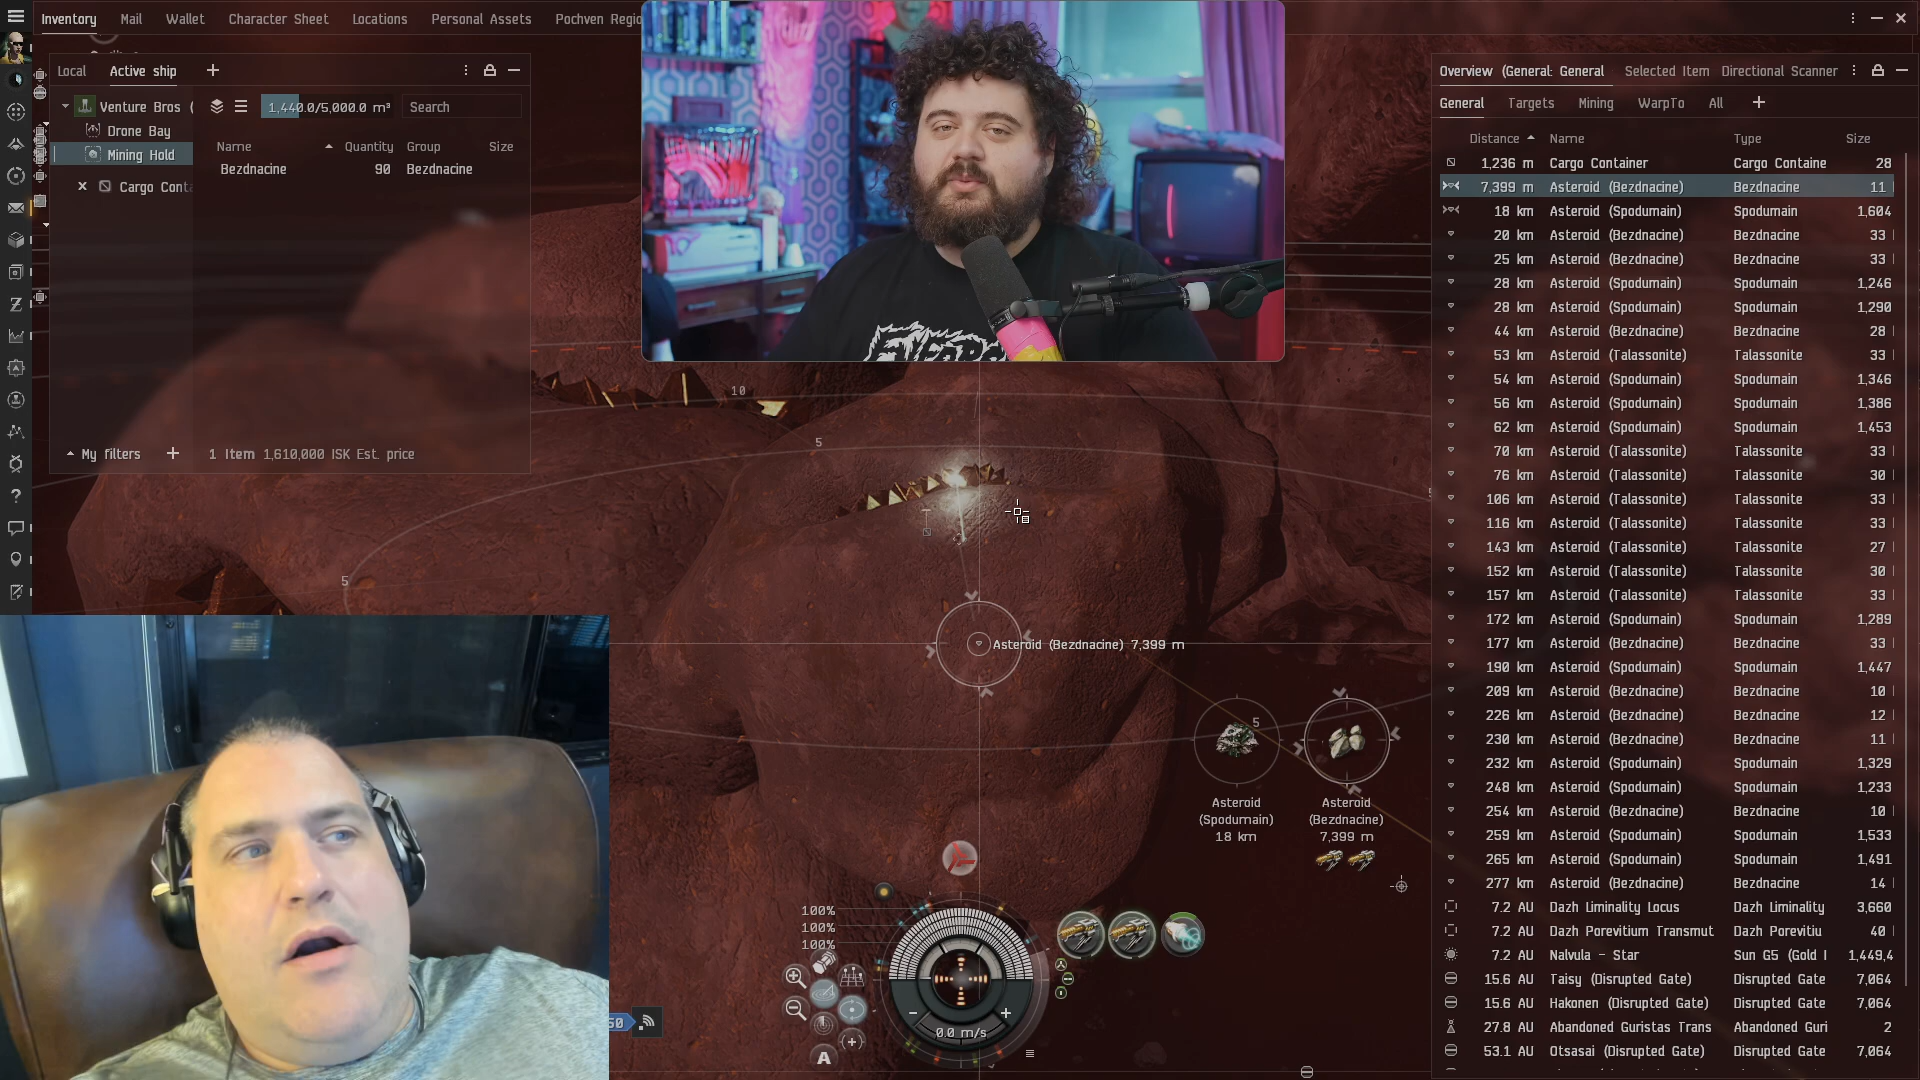 Inventory Mail Wallet Character Sheet Locations Personal Assets Pochven Regio
Local Active ship
Venture Bros ( 1,440.0/5,000.0 m³ Search
Drone Bay
Mining Hold
Cargo Conta
Name Quantity Group Size
Bezdnacine 90 Bezdnacine
My filters 1 Item 1,610,000 ISK Est. price
10
5
5
Asteroid (Bezdnacine) 7,399 m
5
Asteroid (Spodumain) 18 km
Asteroid (Bezdnacine) 7,399 m
100%
100%
100%
0.0 m/s
A
Overview (General: General Selected Item Directional Scanner
General Targets Mining WarpTo All
Distance Name Type Size
1,236 m Cargo Container Cargo Containe 28
7,399 m Asteroid (Bezdnacine) Bezdnacine 11
18 km Asteroid (Spodumain) Spodumain 1,604
20 km Asteroid (Bezdnacine) Bezdnacine 33
25 km Asteroid (Bezdnacine) Bezdnacine 33
28 km Asteroid (Spodumain) Spodumain 1,246
28 km Asteroid (Spodumain) Spodumain 1,290
44 km Asteroid (Bezdnacine) Bezdnacine 28
53 km Asteroid (Talassonite) Talassonite 33
54 km Asteroid (Spodumain) Spodumain 1,346
56 km Asteroid (Spodumain) Spodumain 1,386
62 km Asteroid (Spodumain) Spodumain 1,453
70 km Asteroid (Talassonite) Talassonite 33
76 km Asteroid (Talassonite) Talassonite 30
106 km Asteroid (Talassonite) Talassonite 33
116 km Asteroid (Talassonite) Talassonite 33
143 km Asteroid (Talassonite) Talassonite 27
152 km Asteroid (Talassonite) Talassonite 30
157 km Asteroid (Talassonite) Talassonite 33
172 km Asteroid (Spodumain) Spodumain 1,289
177 km Asteroid (Bezdnacine) Bezdnacine 33
190 km Asteroid (Spodumain) Spodumain 1,447
209 km Asteroid (Bezdnacine) Bezdnacine 10
226 km Asteroid (Bezdnacine) Bezdnacine 12
230 km Asteroid (Bezdnacine) Bezdnacine 11
232 km Asteroid (Spodumain) Spodumain 1,329
248 km Asteroid (Spodumain) Spodumain 1,233
254 km Asteroid (Bezdnacine) Bezdnacine 10
259 km Asteroid (Spodumain) Spodumain 1,533
265 km Asteroid (Spodumain) Spodumain 1,491
277 km Asteroid (Bezdnacine) Bezdnacine 14
7.2 AU Dazh Liminality Locus Dazh Liminality 3,660
7.2 AU Dazh Porevitium Transmut Dazh Porevitiu 40
7.2 AU Nalvula - Star Sun G5 (Gold 1,449,4
15.6 AU Taisy (Disrupted Gate) Disrupted Gate 7,064
15.6 AU Hakonen (Disrupted Gate) Disrupted Gate 7,064
27.8 AU Abandoned Guristas Trans Abandoned Guri 2
53.1 AU Otsasai (Disrupted Gate) Disrupted Gate 7,064